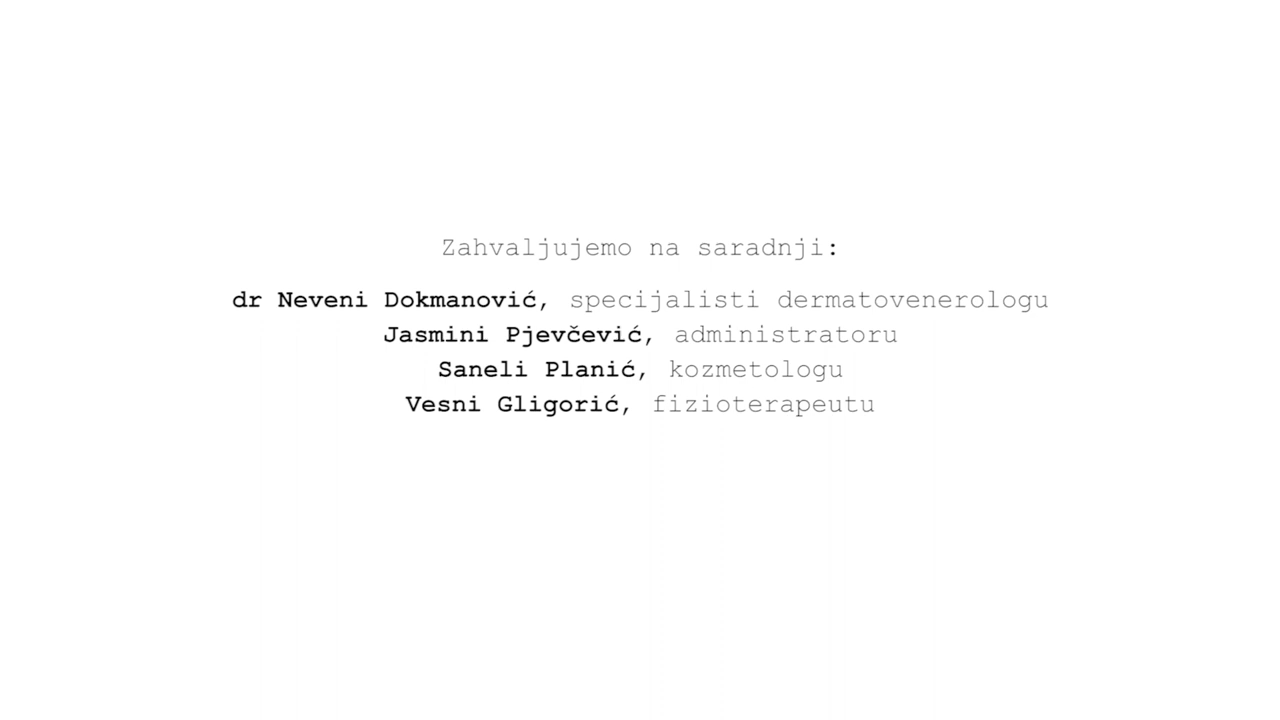 Zahvaljujemo na saradnji:
dr Neveni Dokmanović, specijalisti dermatovenerologu
Jasmini Pjevčević, administratoru
Saneli Planić, kozmetologu
Vesni Gligorić, fizioterapeutu